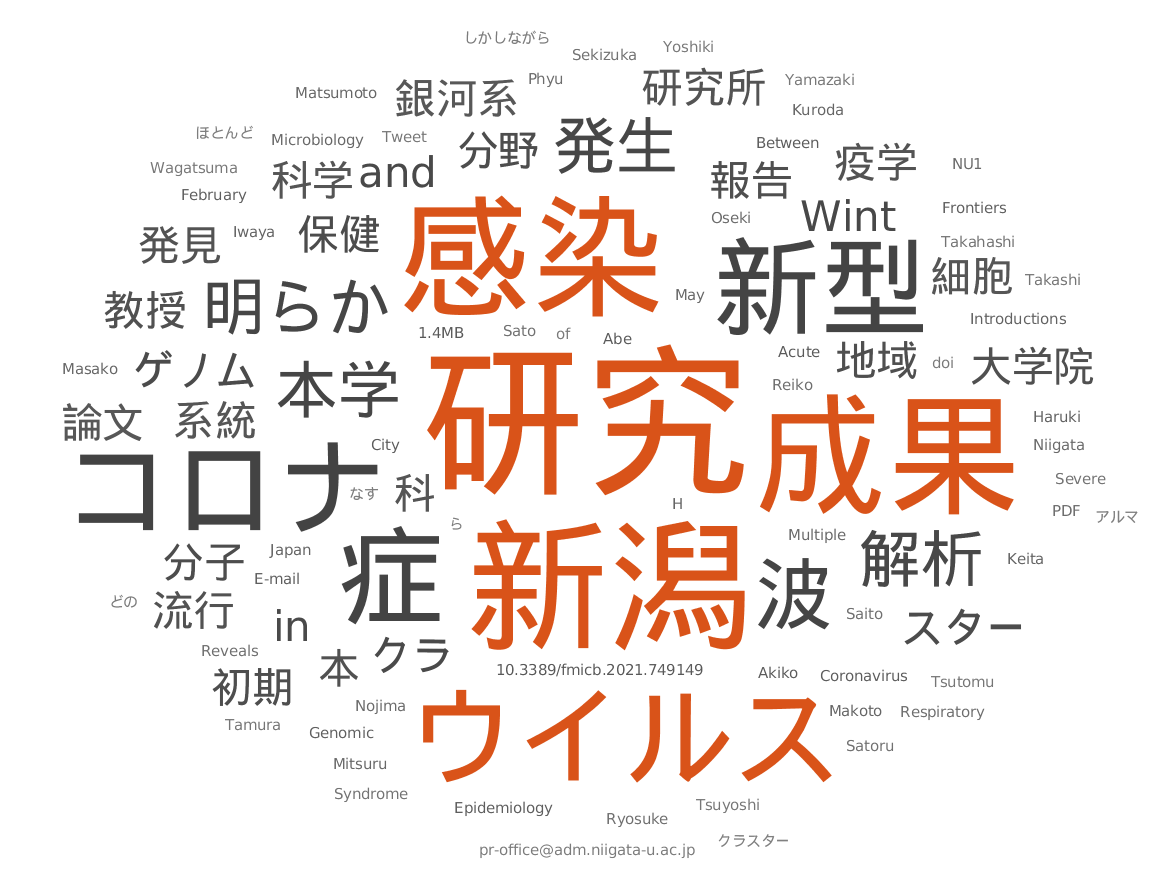 しかしながら
Sekizuka
Yoshiki
Matsumoto
銀河系
Phyu
研究所
Yamazaki
Kuroda
ほとんど
Microbiology
Tweet
分野
発生
Between
疫学
NU1
Wagatsuma
科学
and
報告
February
発見
Iwaya
保健
感染
Oseki
Wint
Frontiers
Takahashi
教授
明らか
May
新型
細胞
Takashi
1.4MB
Sato
of
Abe
Introductions
Masako
ゲノム
本学
研究
Acute
地域
doi
大学院
Reiko
論文
系統
成果
Haruki
City
Niigata
コロナ
なす
科
ら
H
Severe
PDF
アルマ
分子
Japan
症
新潟
Multiple
波
解析
Keita
E-mail
どの
流行
in
Saito
スター
Reveals
本
クラ
初期
10.3389/fmicb.2021.749149
Akiko
Coronavirus
Tsutomu
Tamura
Nojima
Genomic
ウイルス
Makoto
Respiratory
Satoru
Mitsuru
Syndrome
Epidemiology
Tsuyoshi
Ryosuke
クラスター
pr-office@adm.niigata-u.ac.jp